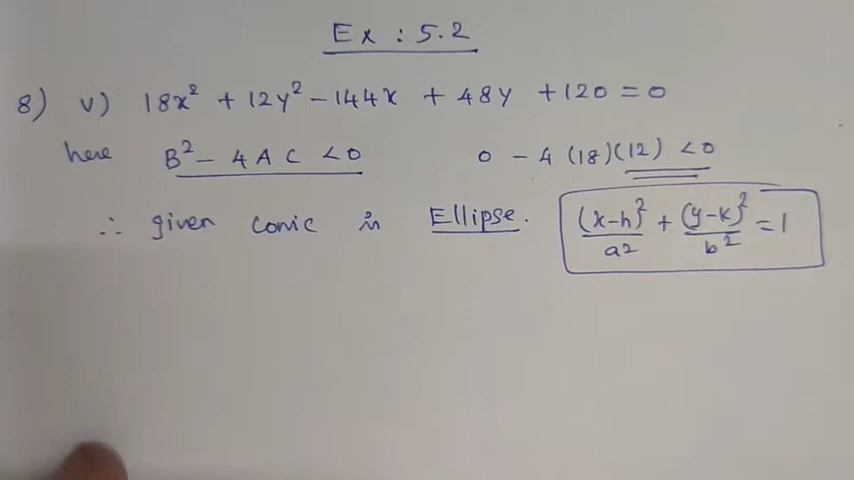 Ex : 5.2
8) v) 18x² + 12y² - 144x + 48y + 120 = 0
here B² - 4AC < 0 0 - 4 (18)(12) < 0
∴ given conic is Ellipse. (x-h)²/a² + (y-k)²/b² = 1